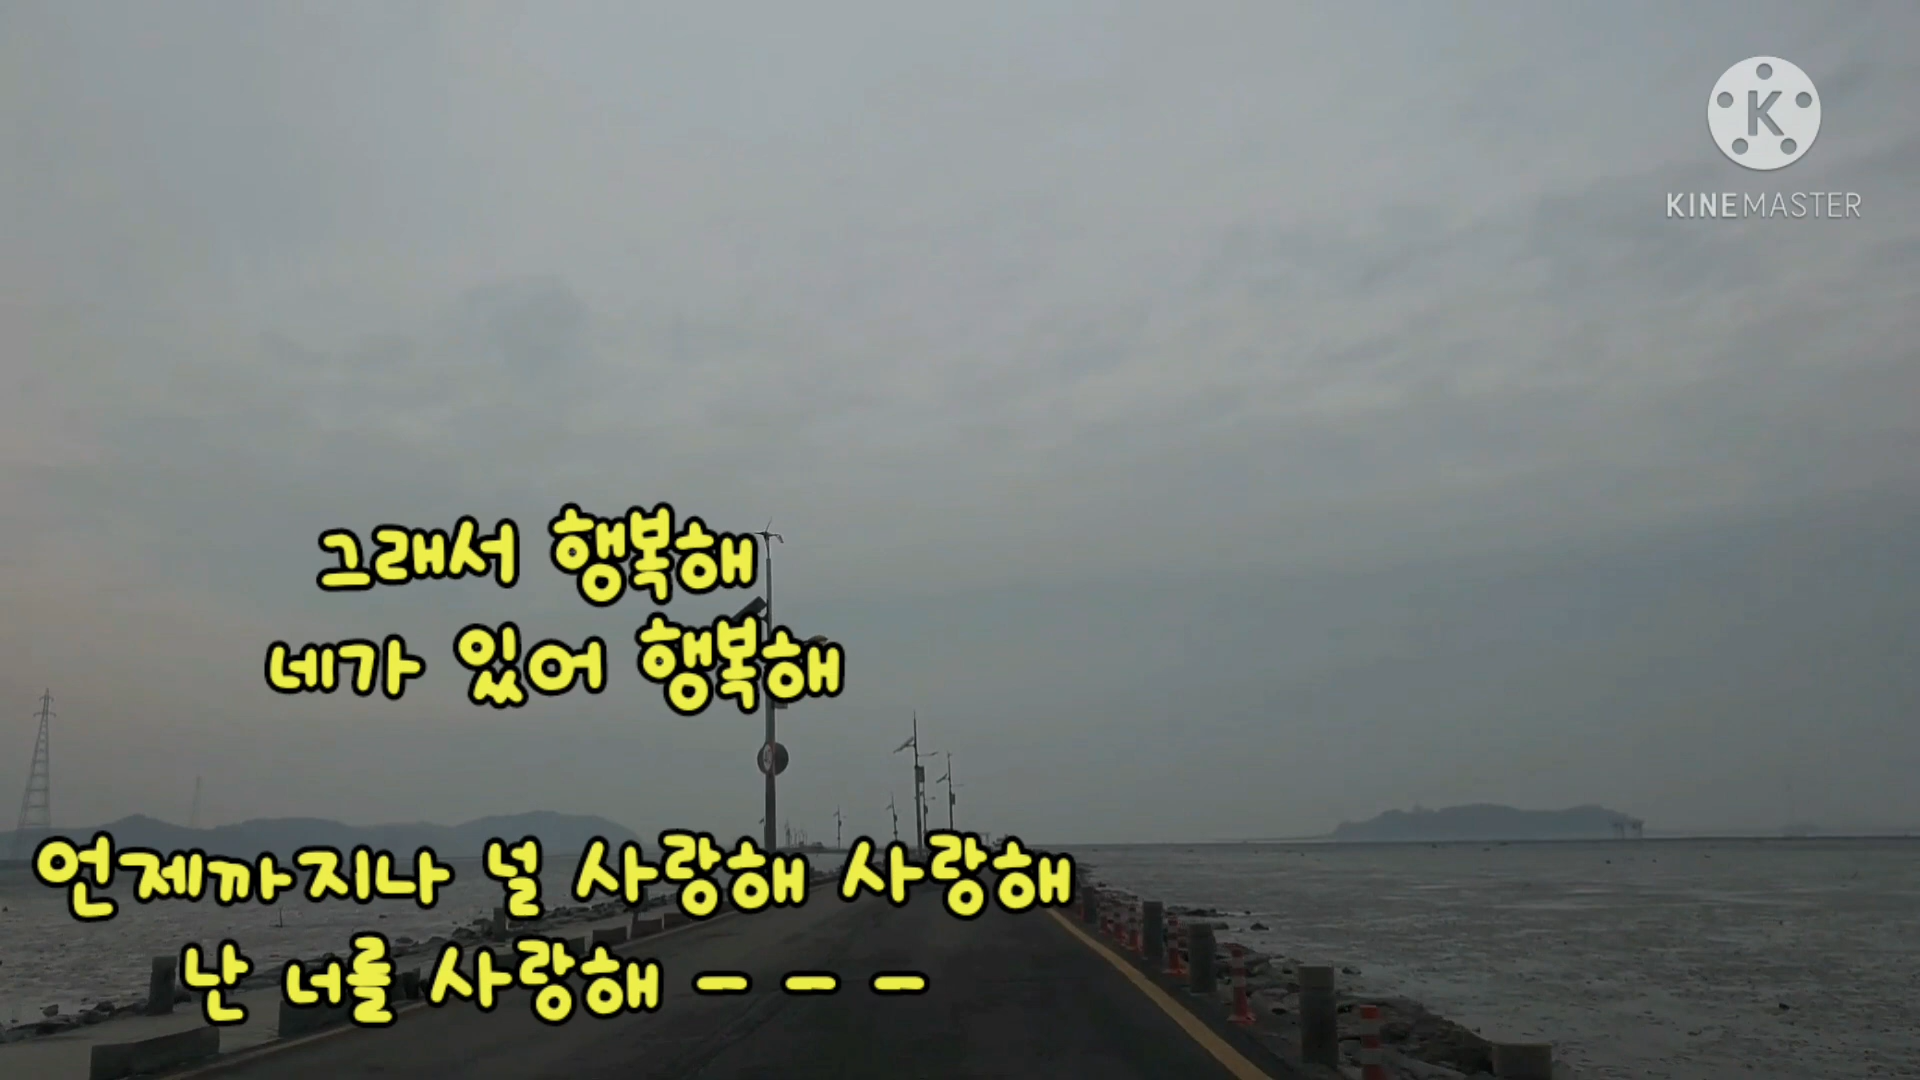 KINEMASTER
그래서 행복해
네가 있어 행복해
언제까지나 널 사랑해 사랑해
난 너를 사랑해 - - -